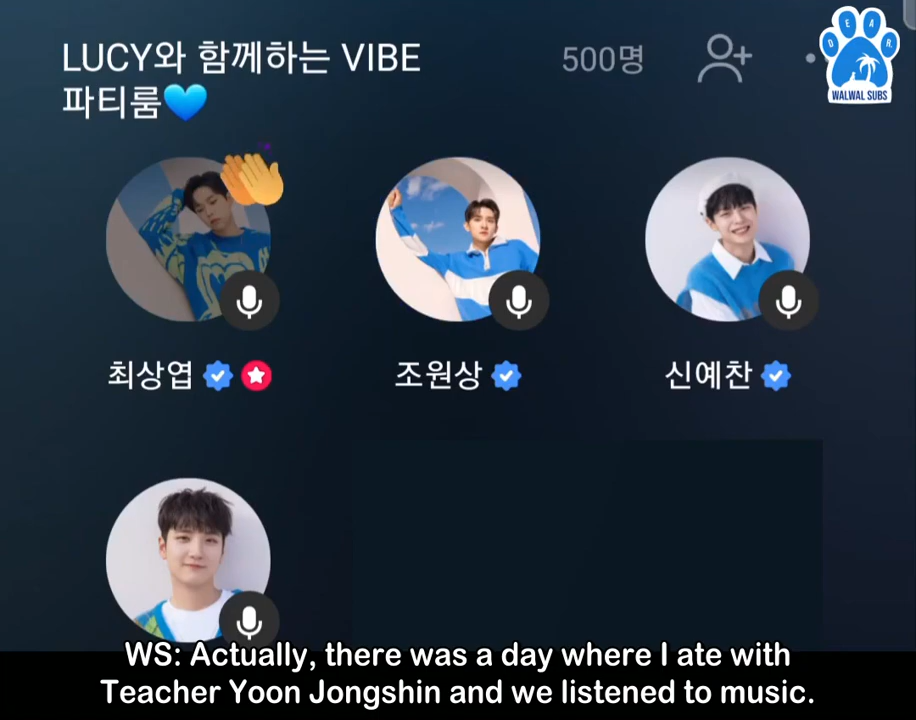 LUCY와 함께하는 VIBE
파티룸💙
500명
DEAR.
WALWAL SUBS
최상엽
조원상
신예찬
WS: Actually, there was a day where I ate with
Teacher Yoon Jongshin and we listened to music.